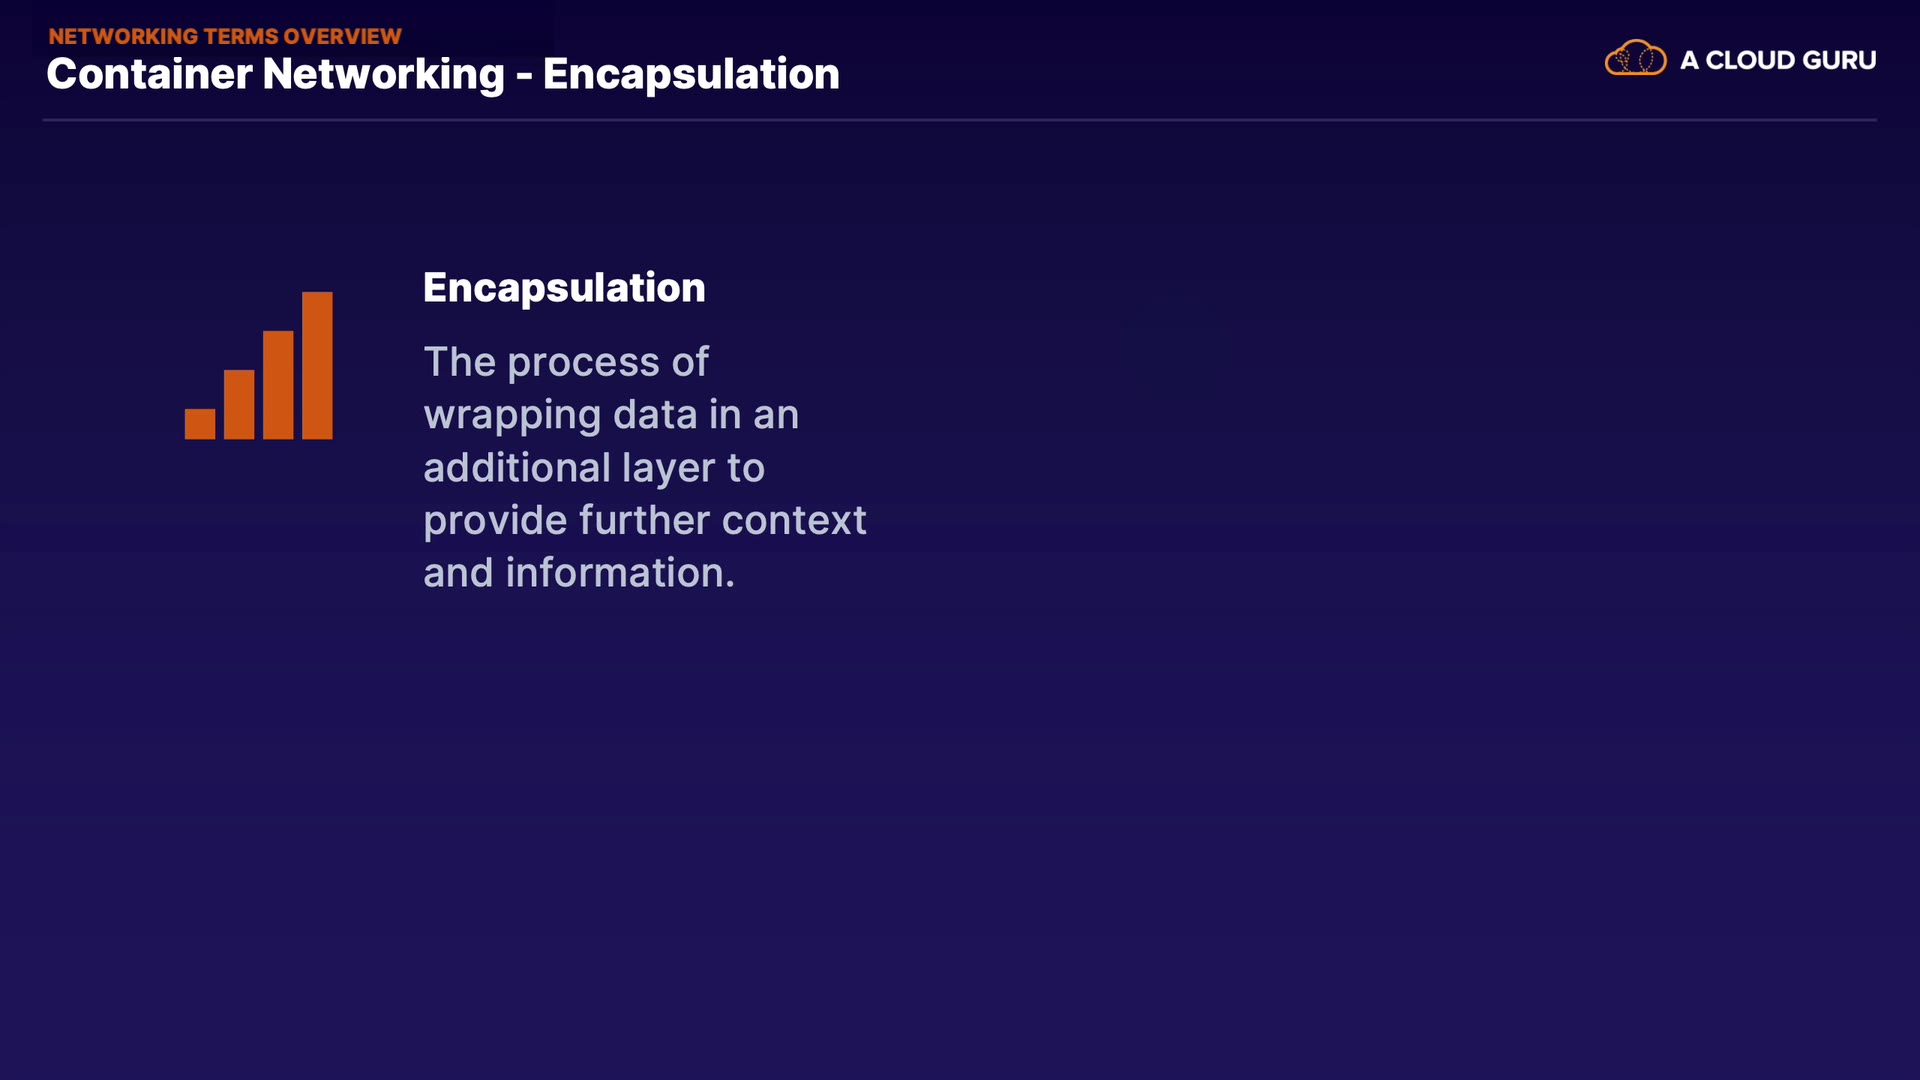 NETWORKING TERMS OVERVIEW
Container Networking - Encapsulation
A CLOUD GURU
Encapsulation
The process of
wrapping data in an
additional layer to
provide further context
and information.